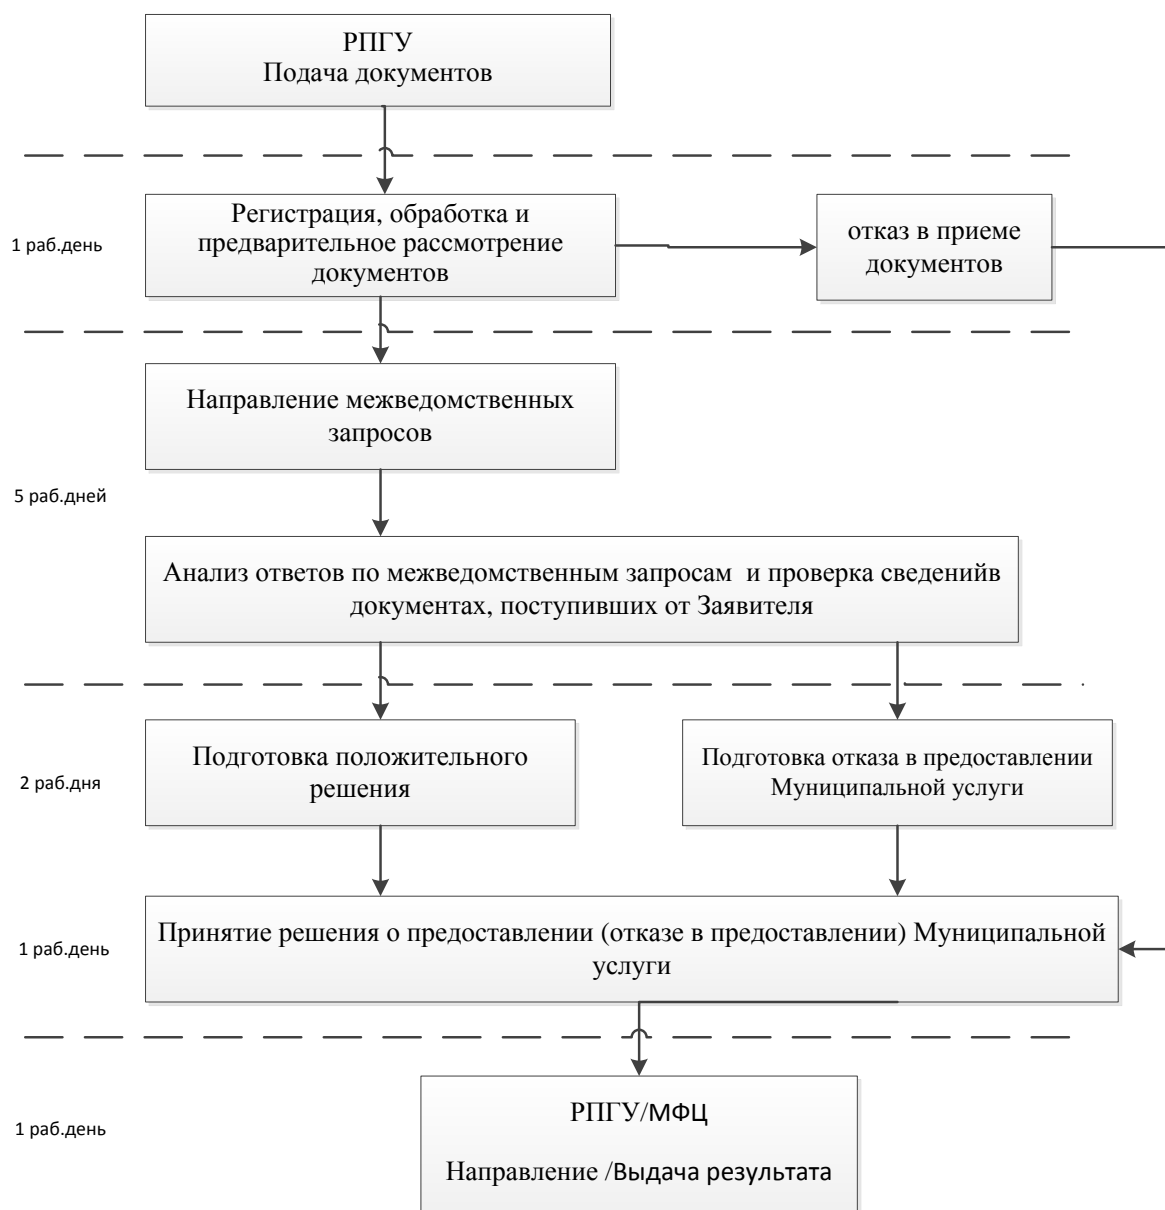 РПГУ
Подача документов
1 раб.день
Регистрация, обработка и
предварительное рассмотрение
документов
отказ в приеме
документов
Направление межведомственных
запросов
5 раб.дней
Анализ ответов по межведомственным запросам и проверка сведенийв
документах, поступивших от Заявителя
2 раб.дня
Подготовка положительного
решения
Подготовка отказа в предоставлении
Муниципальной услуги
1 раб.день
Принятие решения о предоставлении (отказе в предоставлении) Муниципальной
услуги
1 раб.день
РПГУ/МФЦ
Направление /Выдача результата